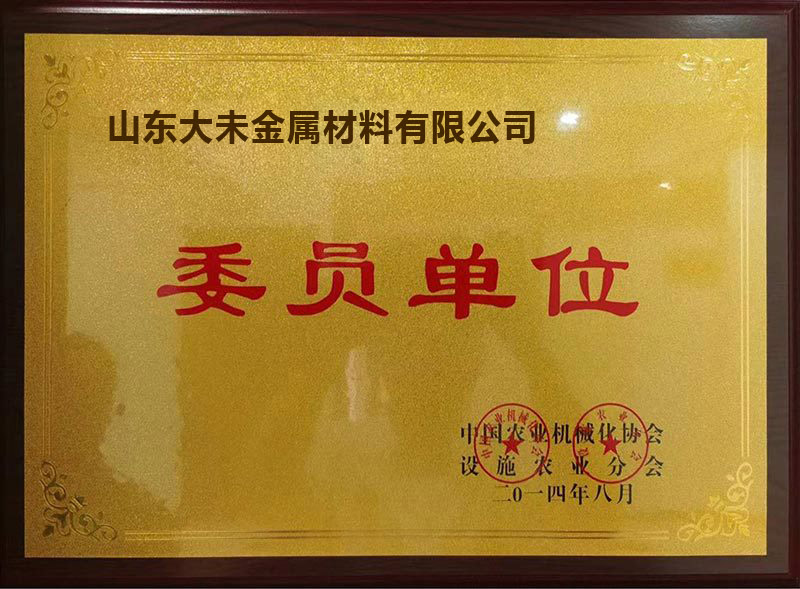 山东大未金属材料有限公司
委员单位
中国农业机械化协会
设施农业分会
二0一四年八月